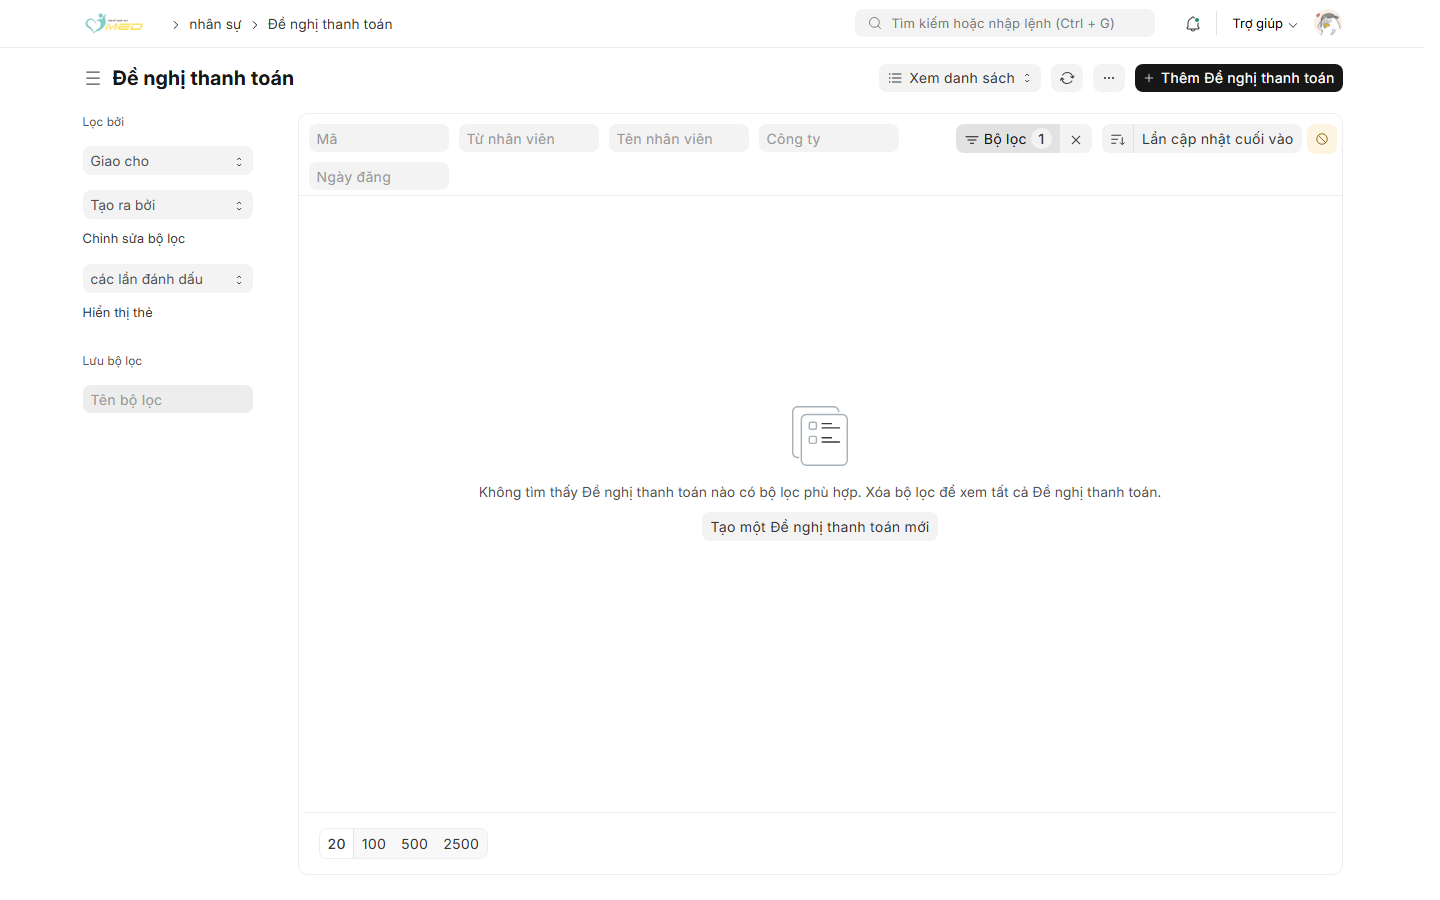 MED
nhân sự
Đề nghị thanh toán
Tìm kiếm hoặc nhập lệnh (Ctrl + G)
Trợ giúp
Đề nghị thanh toán
Xem danh sách
Thêm Đề nghị thanh toán
Lọc bởi
Giao cho
Tạo ra bởi
Chỉnh sửa bộ lọc
các lần đánh dấu
Hiển thị thẻ
Lưu bộ lọc
Tên bộ lọc
Mã
Từ nhân viên
Tên nhân viên
Công ty
Bộ lọc 1
Lần cập nhật cuối vào
Ngày đăng
Không tìm thấy Đề nghị thanh toán nào có bộ lọc phù hợp. Xóa bộ lọc để xem tất cả Đề nghị thanh toán.
Tạo một Đề nghị thanh toán mới
20 100 500 2500